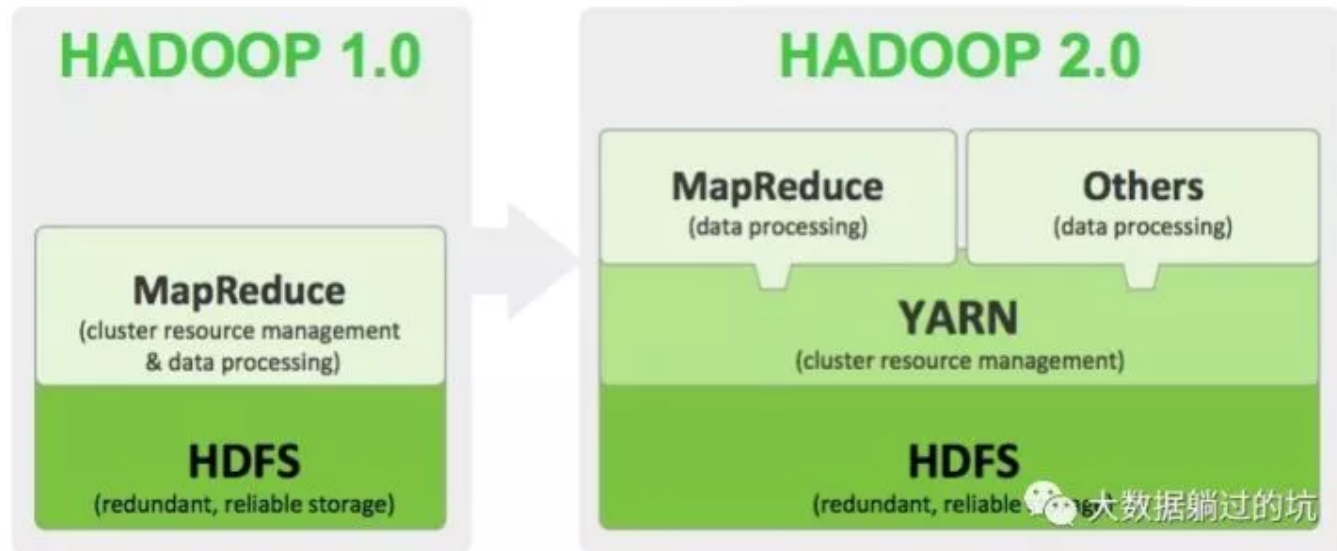 HADOOP 1.0
MapReduce
(cluster resource management
& data processing)
HDFS
(redundant, reliable storage)
HADOOP 2.0
MapReduce
(data processing)
Others
(data processing)
YARN
(cluster resource management)
HDFS
(redundant, reliable
大数据躺过的坑